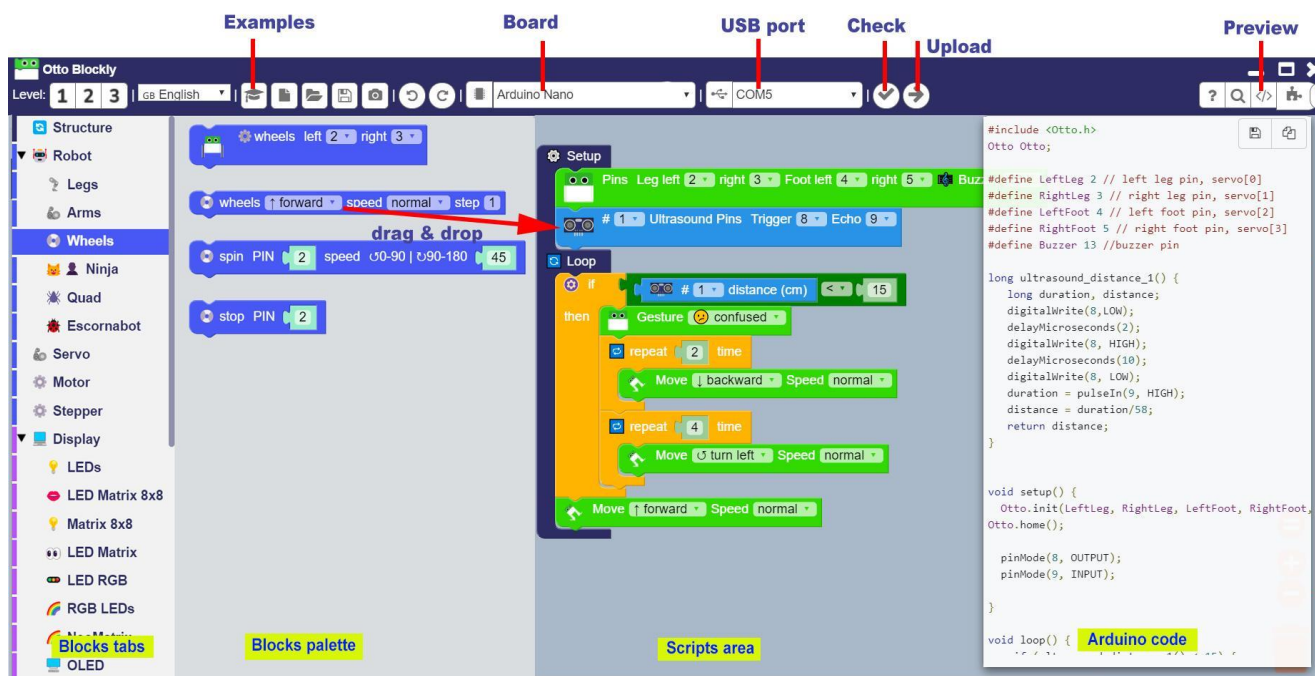 Examples
Board
USB port
Check
Upload
Preview
Otto Blockly
Level: 1 2 3 GB English Arduino Nano COM5 ? </>
Structure
Robot
Legs
Arms
Wheels
Ninja
Quad
Escornabot
Servo
Motor
Stepper
Display
LEDs
LED Matrix 8x8
Matrix 8x8
LED Matrix
LED RGB
RGB LEDs
OLED
Blocks tabs
wheels left 2 right 3
wheels ↑ forward speed normal step 1
drag & drop
spin PIN 2 speed ↺0-90 | ↻90-180 45
stop PIN 2
Blocks palette
Setup
Pins Leg left 2 right 3 Foot left 4 right 5
# 1 Ultrasound Pins Trigger 8 Echo 9
Loop
if # 1 distance (cm) < 15
then Gesture confused
repeat 2 time
Move ↓ backward Speed normal
repeat 4 time
Move ↺ turn left Speed normal
Move ↑ forward Speed normal
Scripts area
#include <Otto.h>
Otto Otto;
#define LeftLeg 2 // left leg pin, servo[0]
#define RightLeg 3 // right leg pin, servo[1]
#define LeftFoot 4 // left foot pin, servo[2]
#define RightFoot 5 // right foot pin, servo[3]
#define Buzzer 13 //buzzer pin
long ultrasound_distance_1() {
long duration, distance;
digitalWrite(8,LOW);
delayMicroseconds(2);
digitalWrite(8, HIGH);
delayMicroseconds(10);
digitalWrite(8, LOW);
duration = pulseIn(9, HIGH);
distance = duration/58;
return distance;
}
void setup() {
Otto.init(LeftLeg, RightLeg, LeftFoot, RightFoot,
Otto.home();
pinMode(8, OUTPUT);
pinMode(9, INPUT);
}
void loop() {
Arduino code